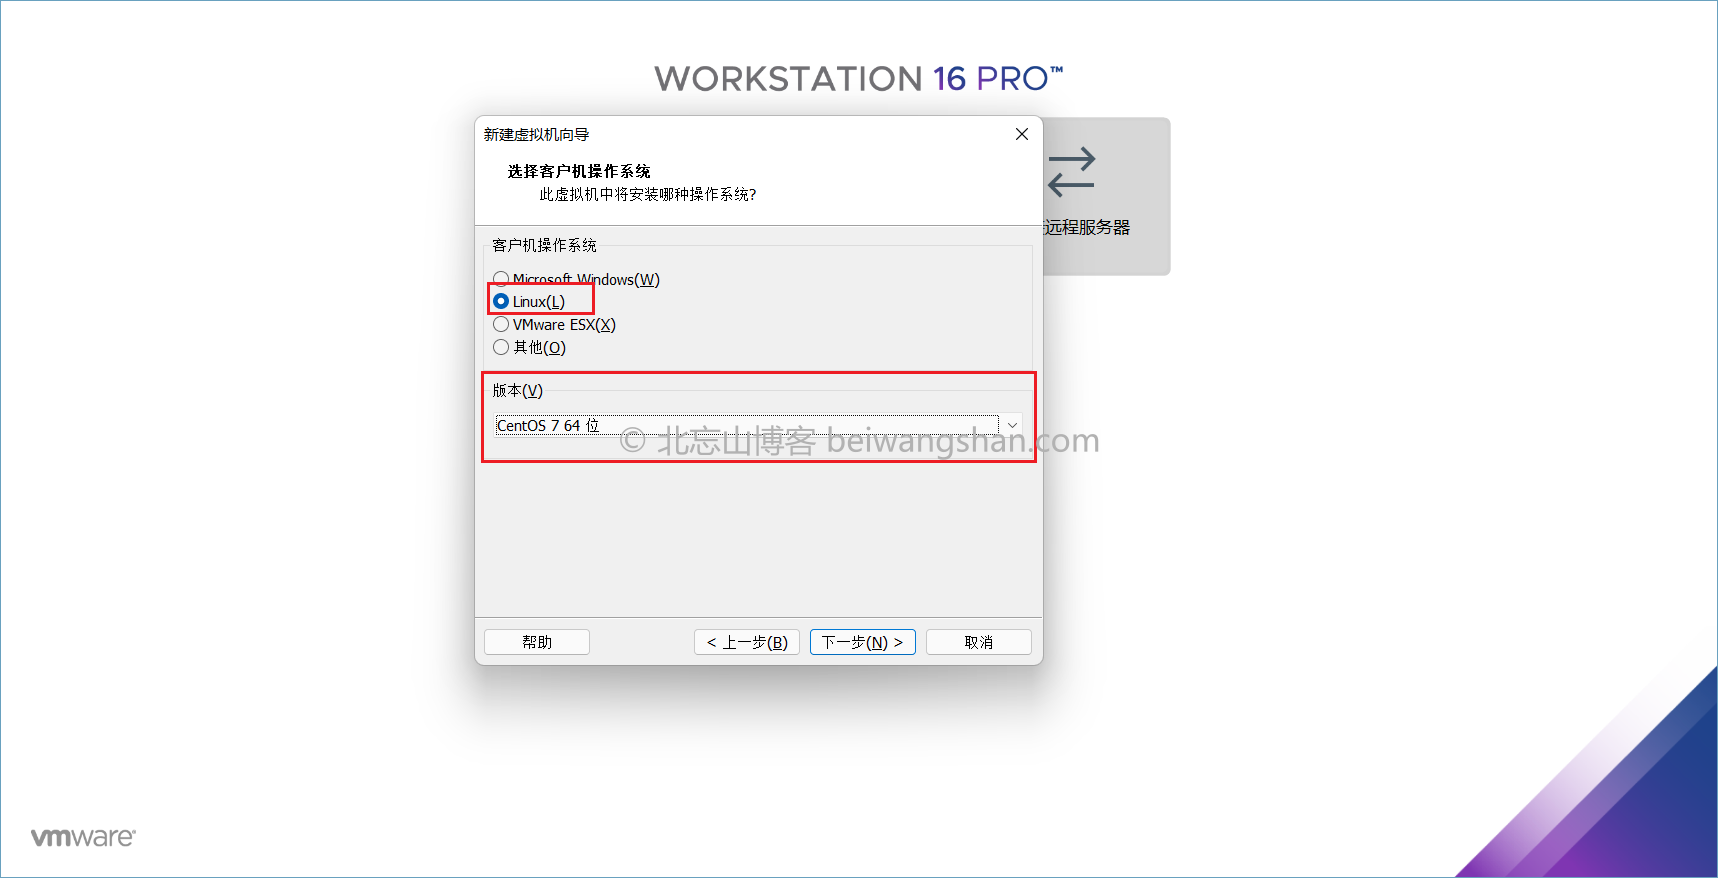 WORKSTATION 16 PRO™
新建虚拟机向导
选择客户机操作系统
此虚拟机中将安装哪种操作系统?
远程服务器
客户机操作系统
Microsoft Windows(W)
Linux(L)
VMware ESX(X)
其他(O)
版本(V)
CentOS 7 64 位
© 北忘山博客 beiwangshan.com
帮助
< 上一步(B)
下一步(N) >
取消
vmware®